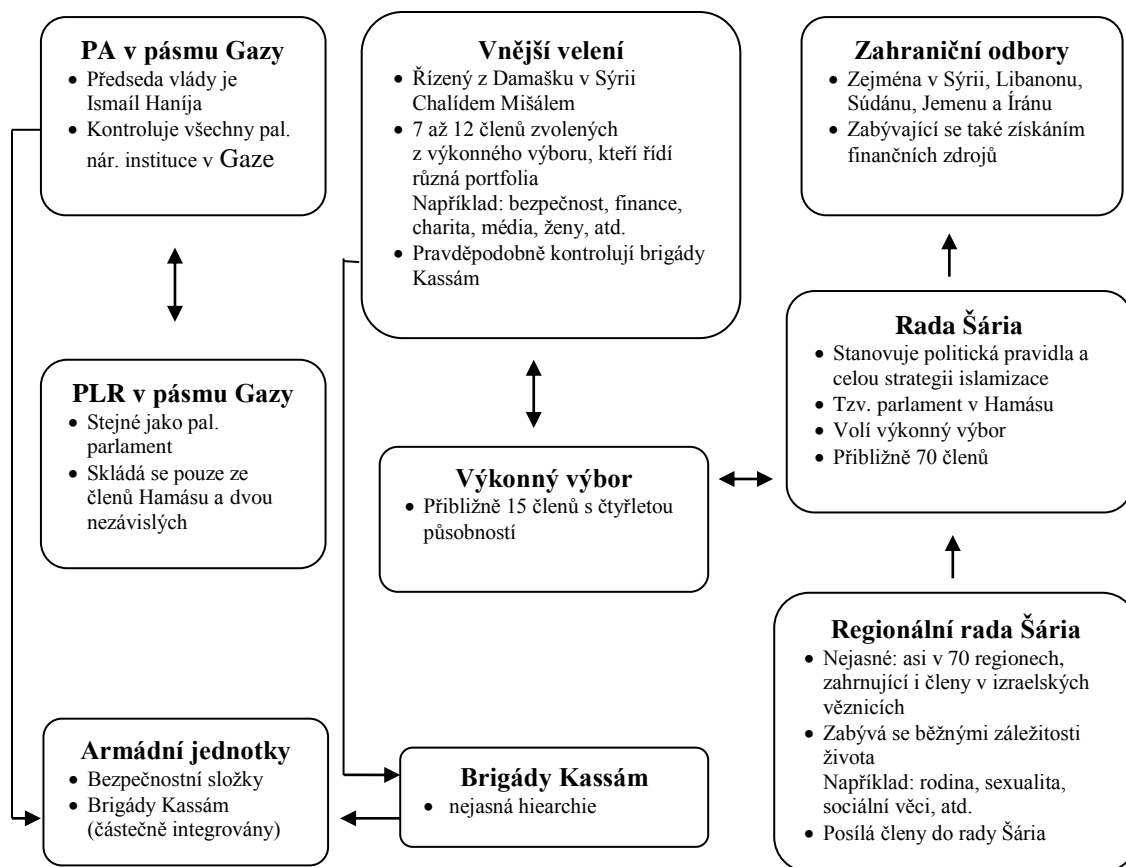 PA v pásmu Gazy
• Předseda vlády je
Ismaíl Haníja
• Kontroluje všechny pal.
nár. instituce v Gaze
Vnější velení
• Řízený z Damašku v Sýrii
Chalídem Mišálem
• 7 až 12 členů zvolených
z výkonného výboru, kteří řídí
různá portfolia
Například: bezpečnost, finance,
charita, média, ženy, atd.
• Pravděpodobně kontrolují brigády
Kassám
Zahraniční odbory
• Zejména v Sýrii, Libanonu,
Súdánu, Jemenu a Íránu
• Zabývající se také získáním
finančních zdrojů
PLR v pásmu Gazy
• Stejné jako pal.
parlament
• Skládá se pouze ze
členů Hamásu a dvou
nezávislých
Výkonný výbor
• Přibližně 15 členů s čtyřletou
působností
Rada Šária
• Stanovuje politická pravidla a
celou strategii islamizace
• Tzv. parlament v Hamásu
• Volí výkonný výbor
• Přibližně 70 členů
Armádní jednotky
• Bezpečnostní složky
• Brigády Kassám
(částečně integrovány)
Brigády Kassám
• nejasná hiearchie
Regionální rada Šária
• Nejasné: asi v 70 regionech,
zahrnující i členy v izraelských
věznicích
• Zabývá se běžnými záležitosti
života
Například: rodina, sexualita,
sociální věci, atd.
• Posílá členy do rady Šária